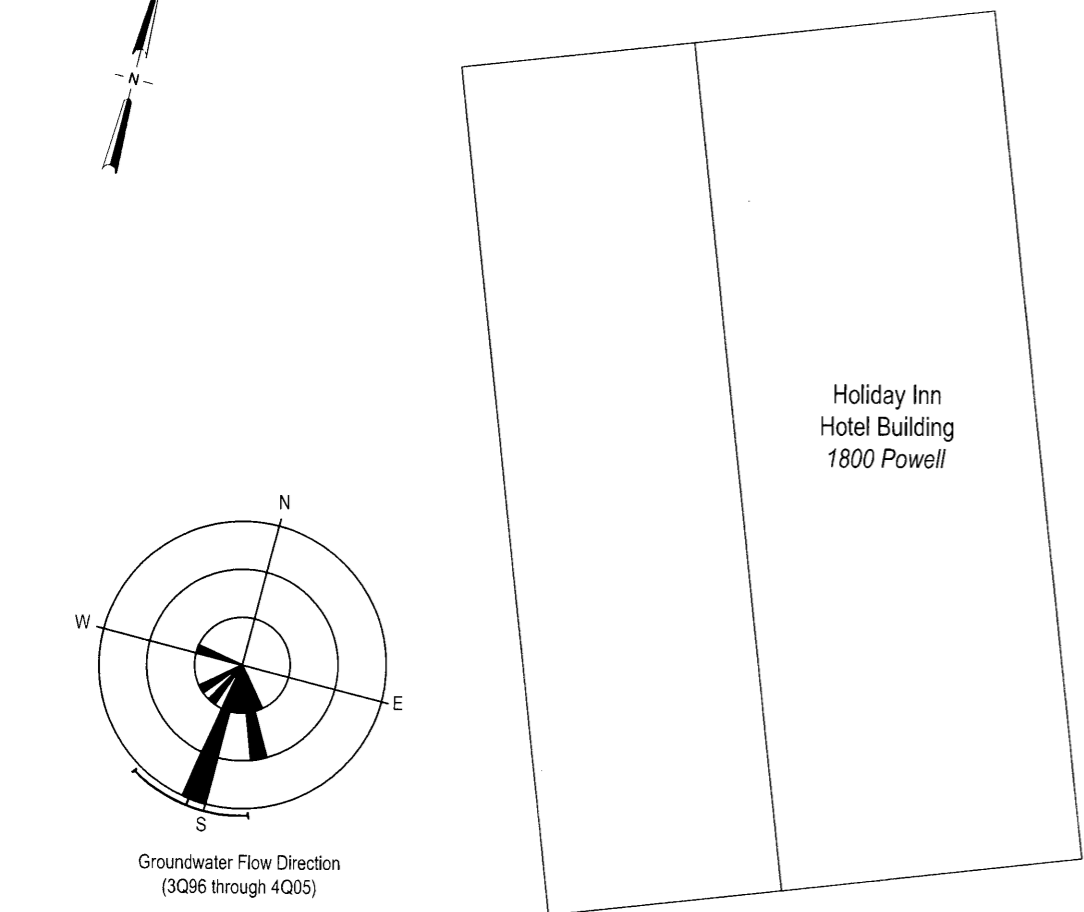 N
Holiday Inn
Hotel Building
1800 Powell
N
W
E
S
Groundwater Flow Direction
(3Q96 through 4Q05)